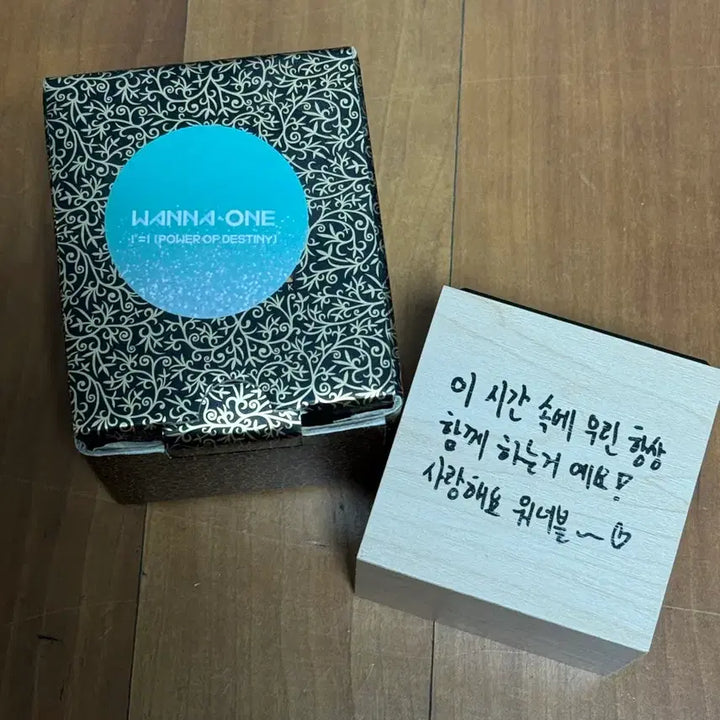 WANNA·ONE
1¹=1 (POWER OF DESTINY)
이 시간 속에 우린 항상
함께 하는거 예요!
사랑해요 워너블~♡